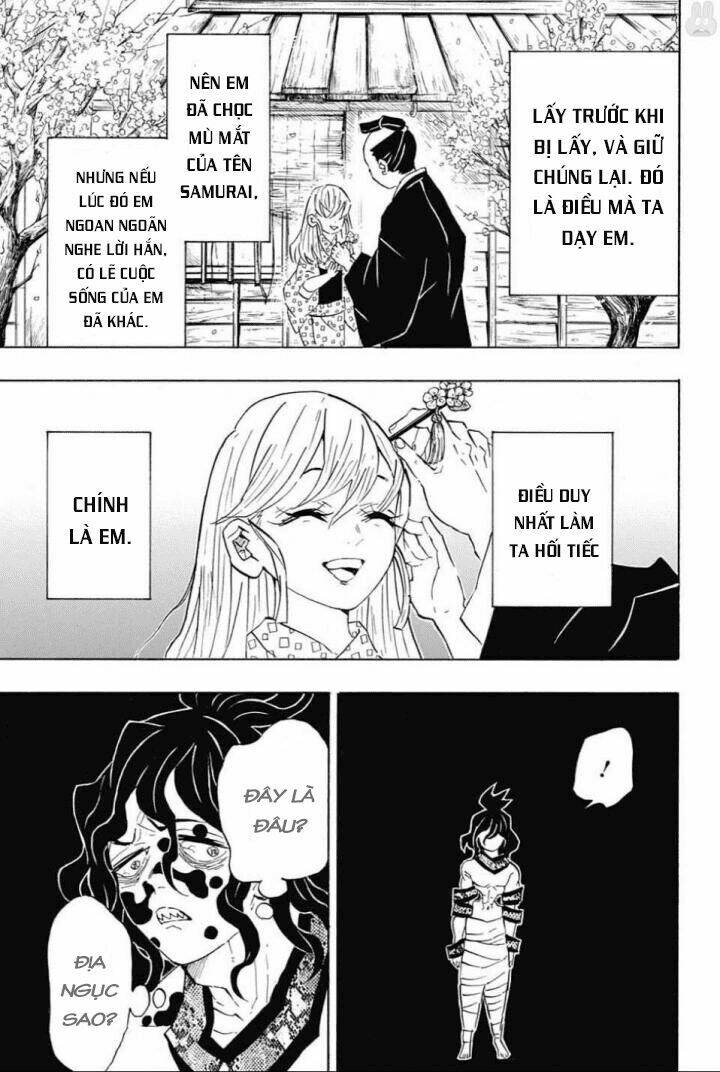 LẤY TRƯỚC KHI
BỊ LẤY, VÀ GIỮ
CHÚNG LẠI. ĐÓ
LÀ ĐIỀU MÀ TA
DẠY EM.
NÊN EM
ĐÃ CHỌC
MÙ MẮT
CỦA TÊN
SAMURAI,
NHƯNG NẾU
LÚC ĐÓ EM
NGOAN NGOÃN
NGHE LỜI HẮN,
CÓ LẼ CUỘC
SỐNG CỦA EM
ĐÃ KHÁC.
ĐIỀU DUY
NHẤT LÀM
TA HỐI TIẾC
CHÍNH
LÀ EM.
!
ĐÂY LÀ
ĐÂU?
ĐỊA
NGỤC
SAO?